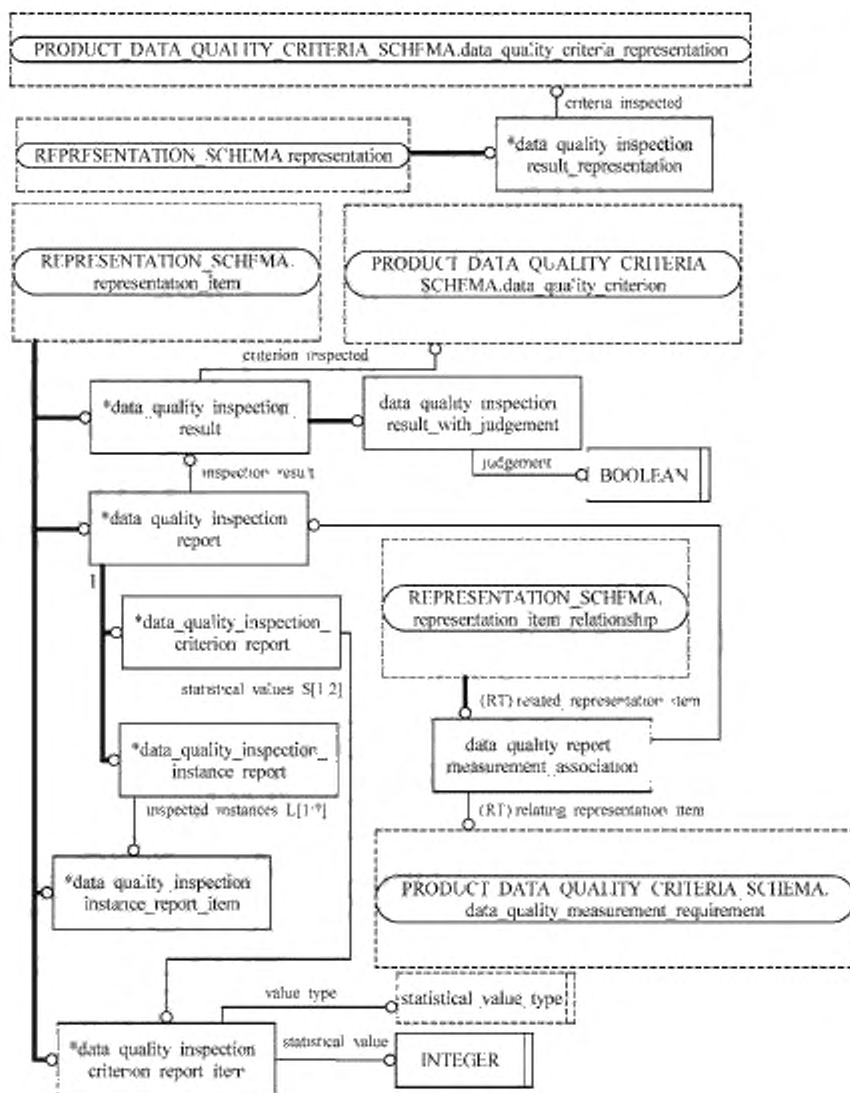 PRODUCT_DATA_QUALITY_CRITERIA_SCHEMA.data_quality_criteria_representation
criteria inspected
REPRESENTATION_SCHEMA representation
*data quality inspection
result_representation
REPRESENTATION_SCHEMA.
representation_item
PRODUCT DATA QUALITY CRITERIA
SCHEMA.data_quality_criterion
criterion inspected
*data quality inspection
result
data quality inspection
result_with_judgement
judgement
BOOLEAN
inspection result
*data quality inspection
report
1
REPRESENTATION_SCHEMA.
representation_item_relationship
*data_quality_inspection_
criterion report
statistical values S[1:2]
(RT) related representation item
*data_quality_inspection_
instance report
data quality report
measurement_association
inspected instances L[1:?]
(RT) relating representation item
*data quality inspection
instance_report_item
PRODUCT DATA QUALITY CRITERIA SCHEMA.
data_quality_measurement_requirement
value type
statistical_value_type
*data quality inspection
criterion report item
statistical value
INTEGER